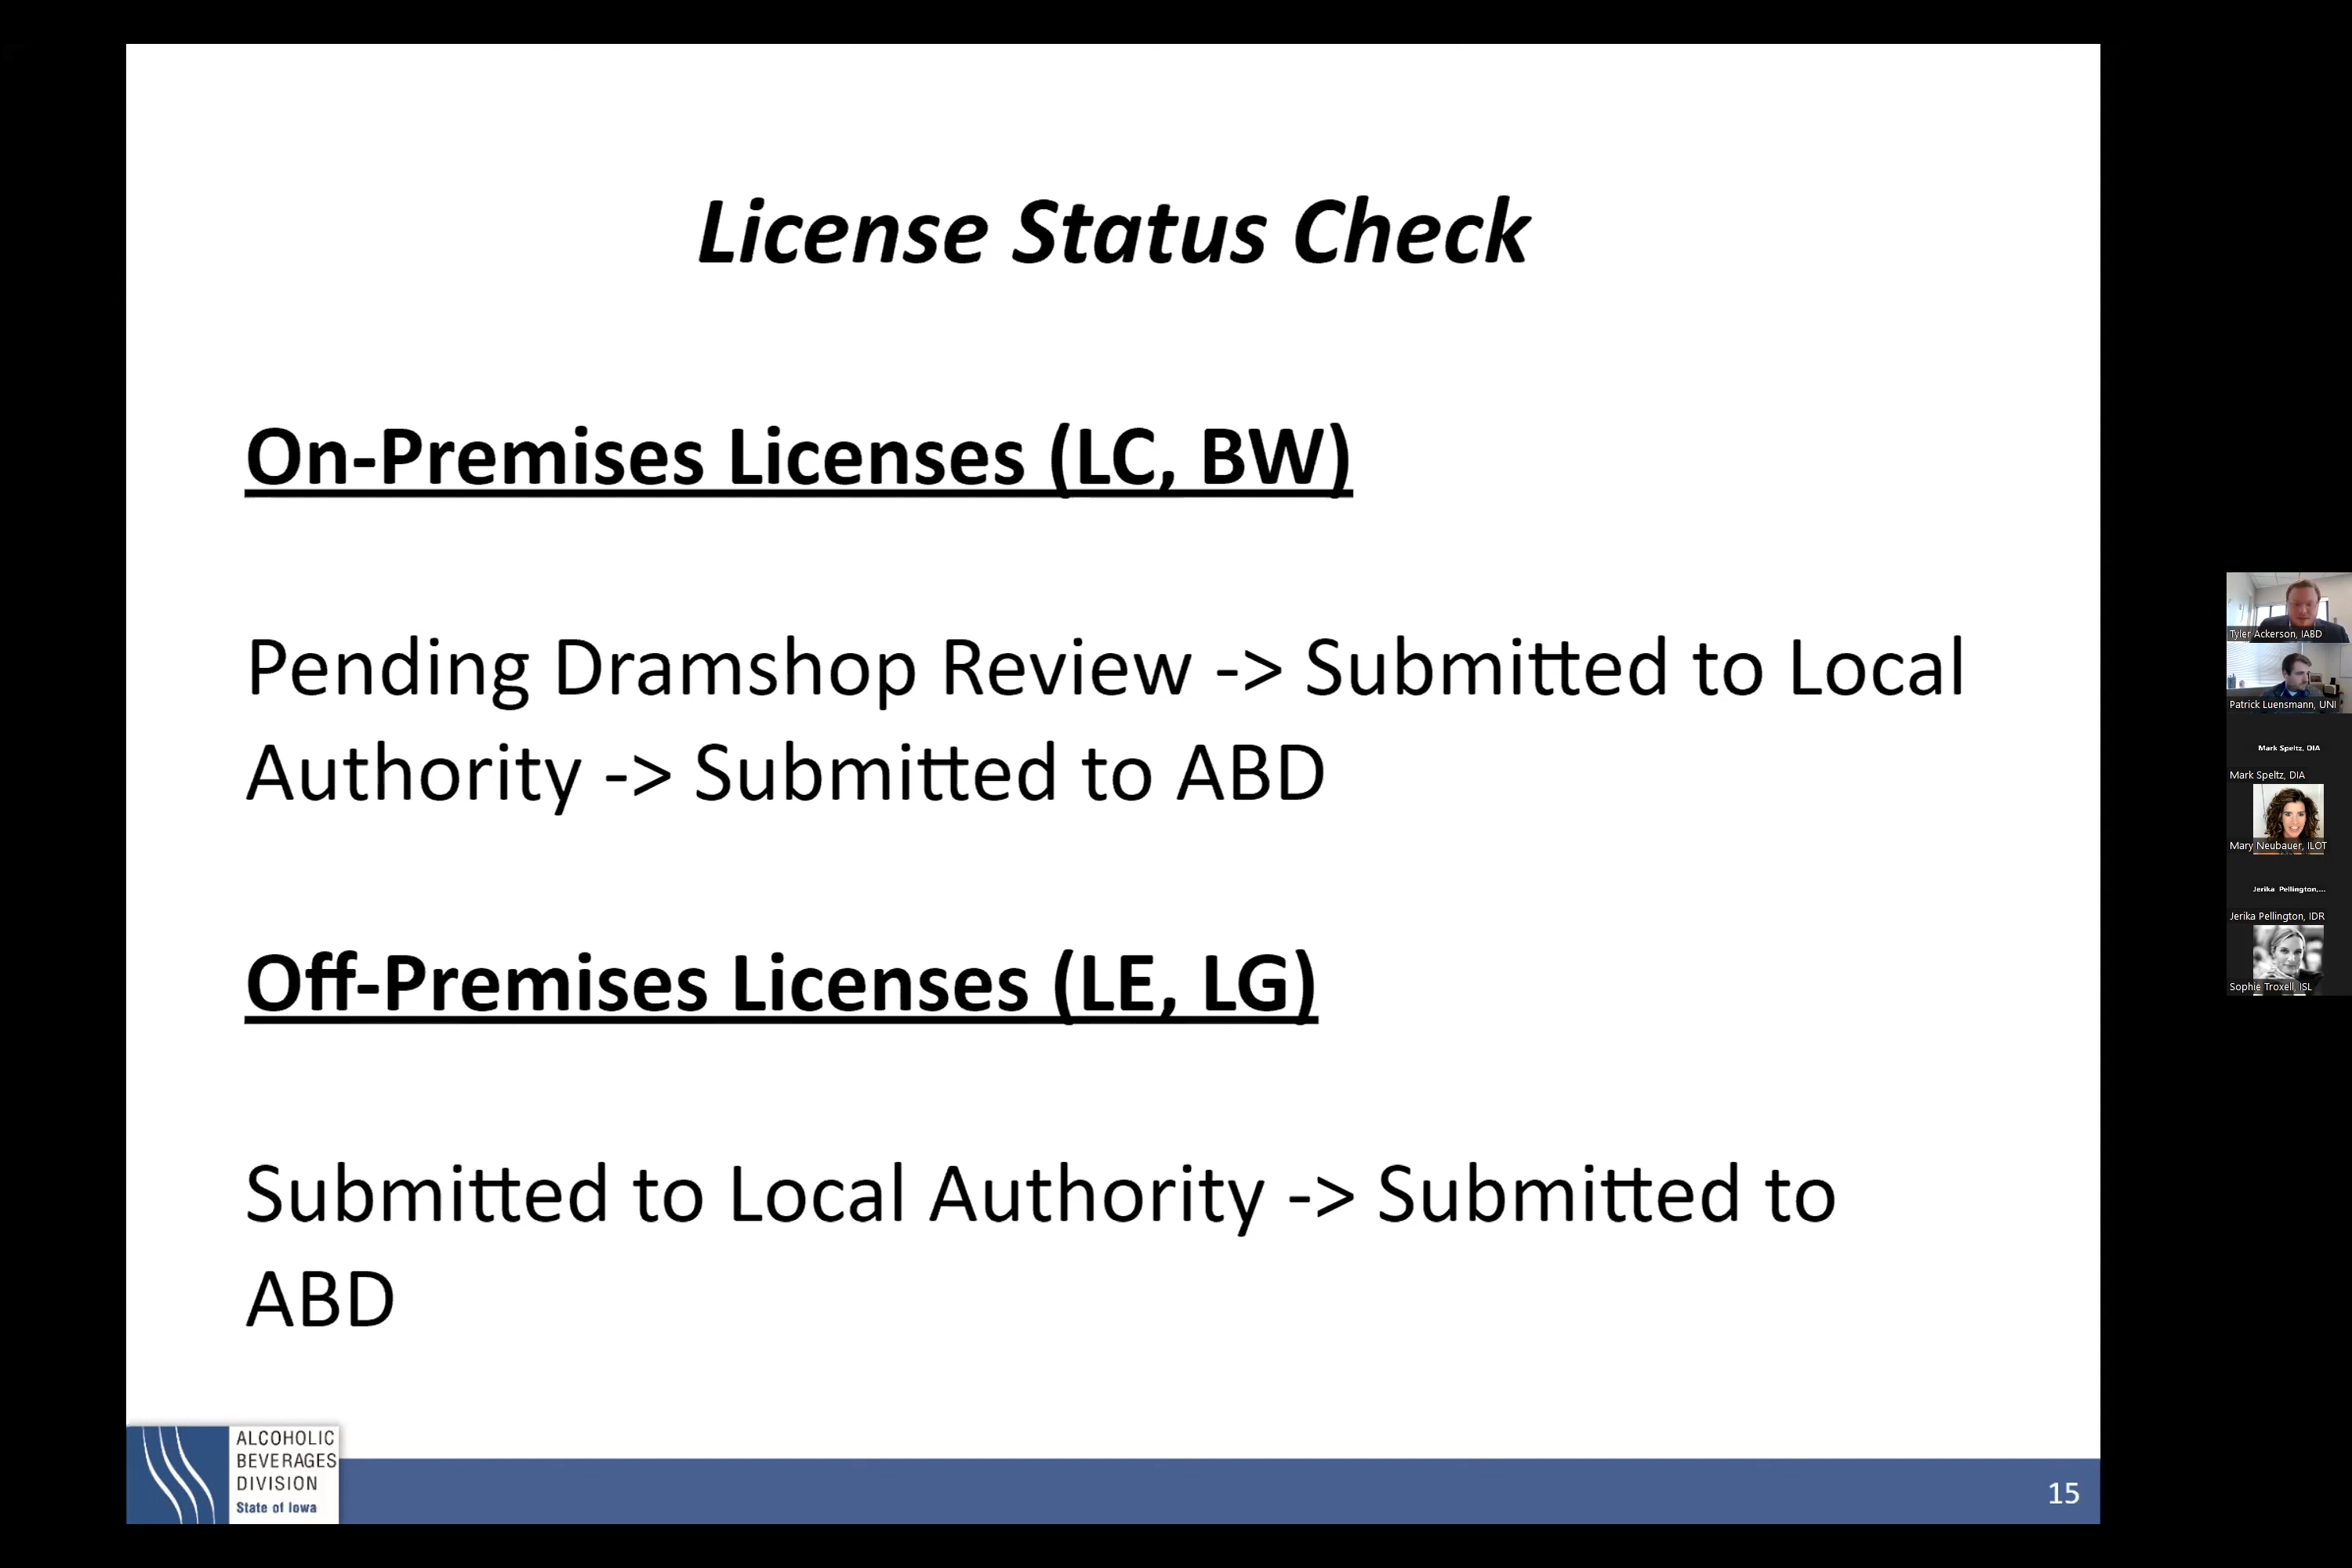 License Status Check
On-Premises Licenses (LC, BW)
Pending Dramshop Review -> Submitted to Local
Authority -> Submitted to ABD
Off-Premises Licenses (LE, LG)
Submitted to Local Authority -> Submitted to
ABD
ALCOHOLIC
BEVERAGES
DIVISION
State of Iowa
15
Tyler Ackerson, IABD
Patrick Luensmann, UNI
Mark Speltz, DIA
Mark Speltz, DIA
Mary Neubauer, ILOT
Jerika Pellington,...
Jerika Pellington, IDR
Sophie Troxell, ISL